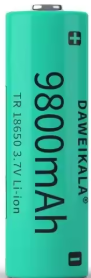 DAWEIKALA®
9800mAh
TR 18650 3.7V Li-ion